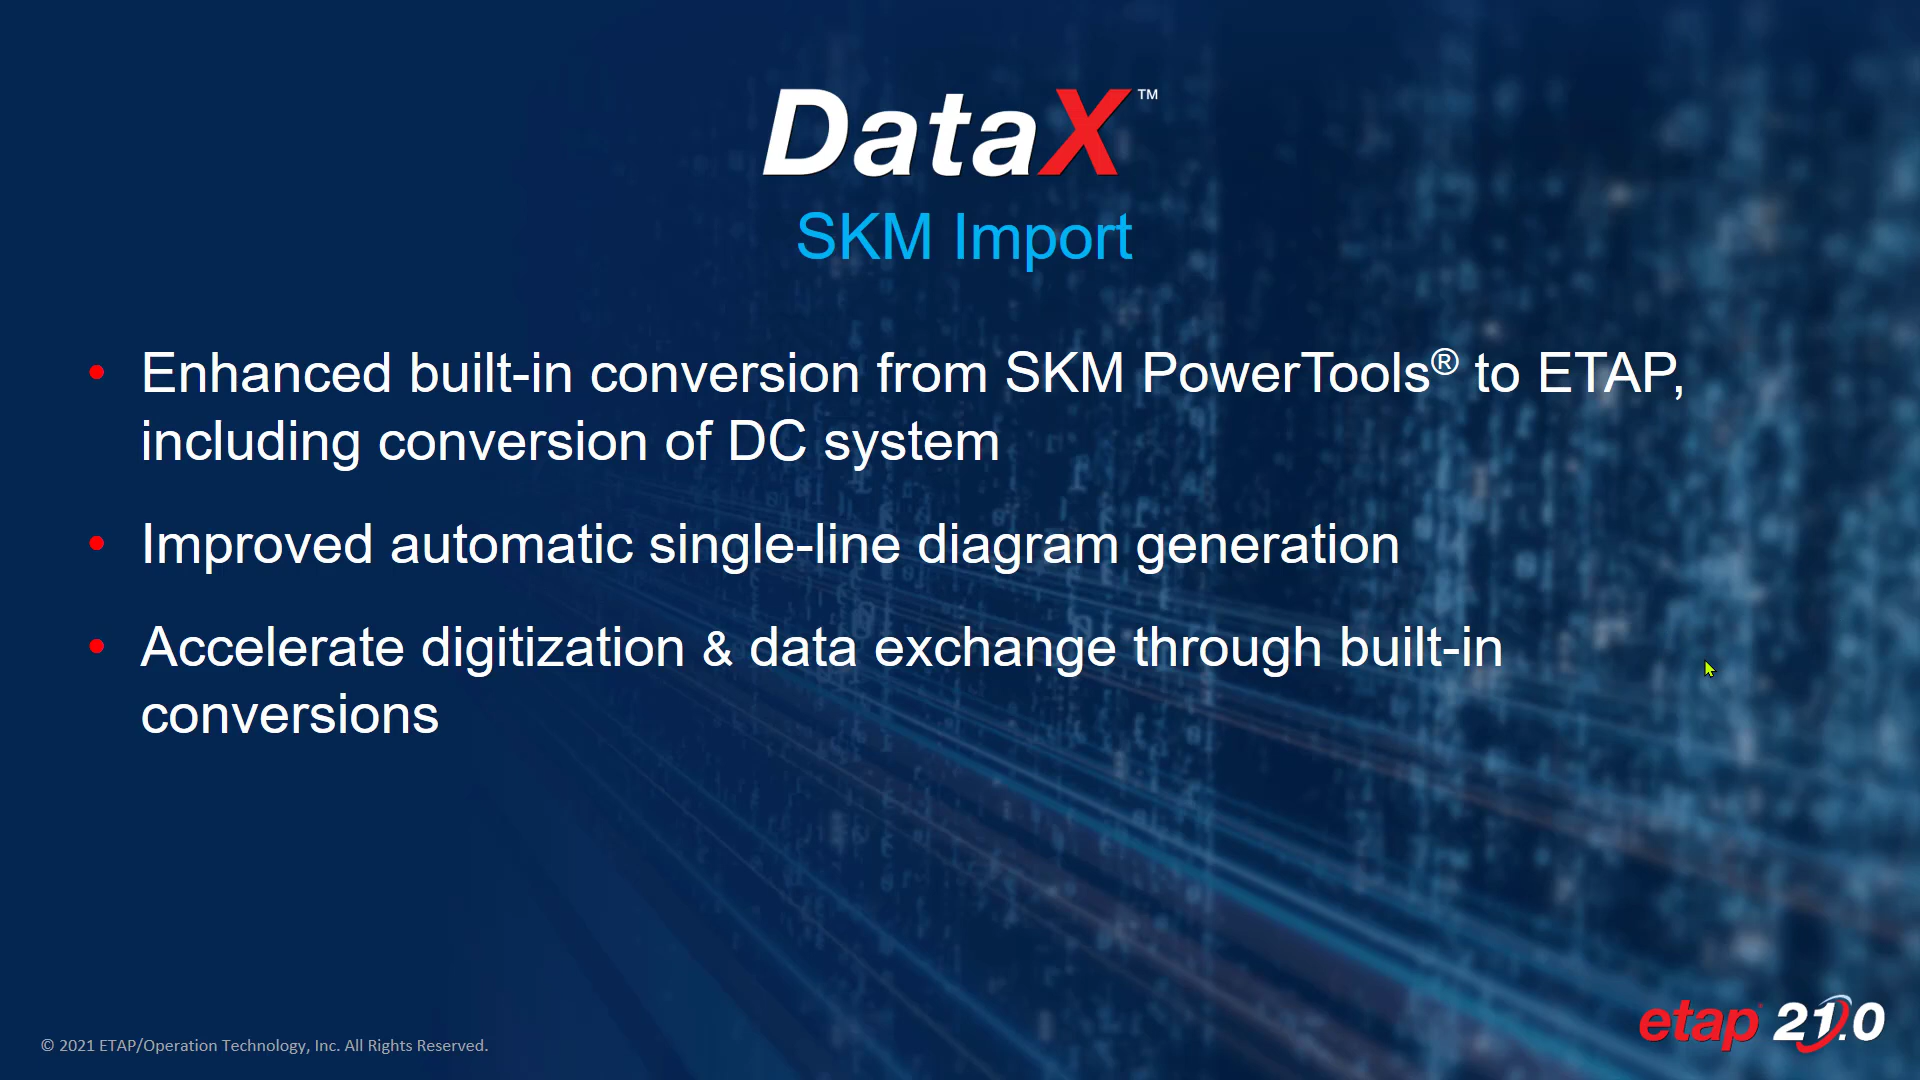 DataX™
SKM Import
• Enhanced built-in conversion from SKM PowerTools® to ETAP,
including conversion of DC system
• Improved automatic single-line diagram generation
• Accelerate digitization & data exchange through built-in
conversions
© 2021 ETAP/Operation Technology, Inc. All Rights Reserved.
etap 21.0